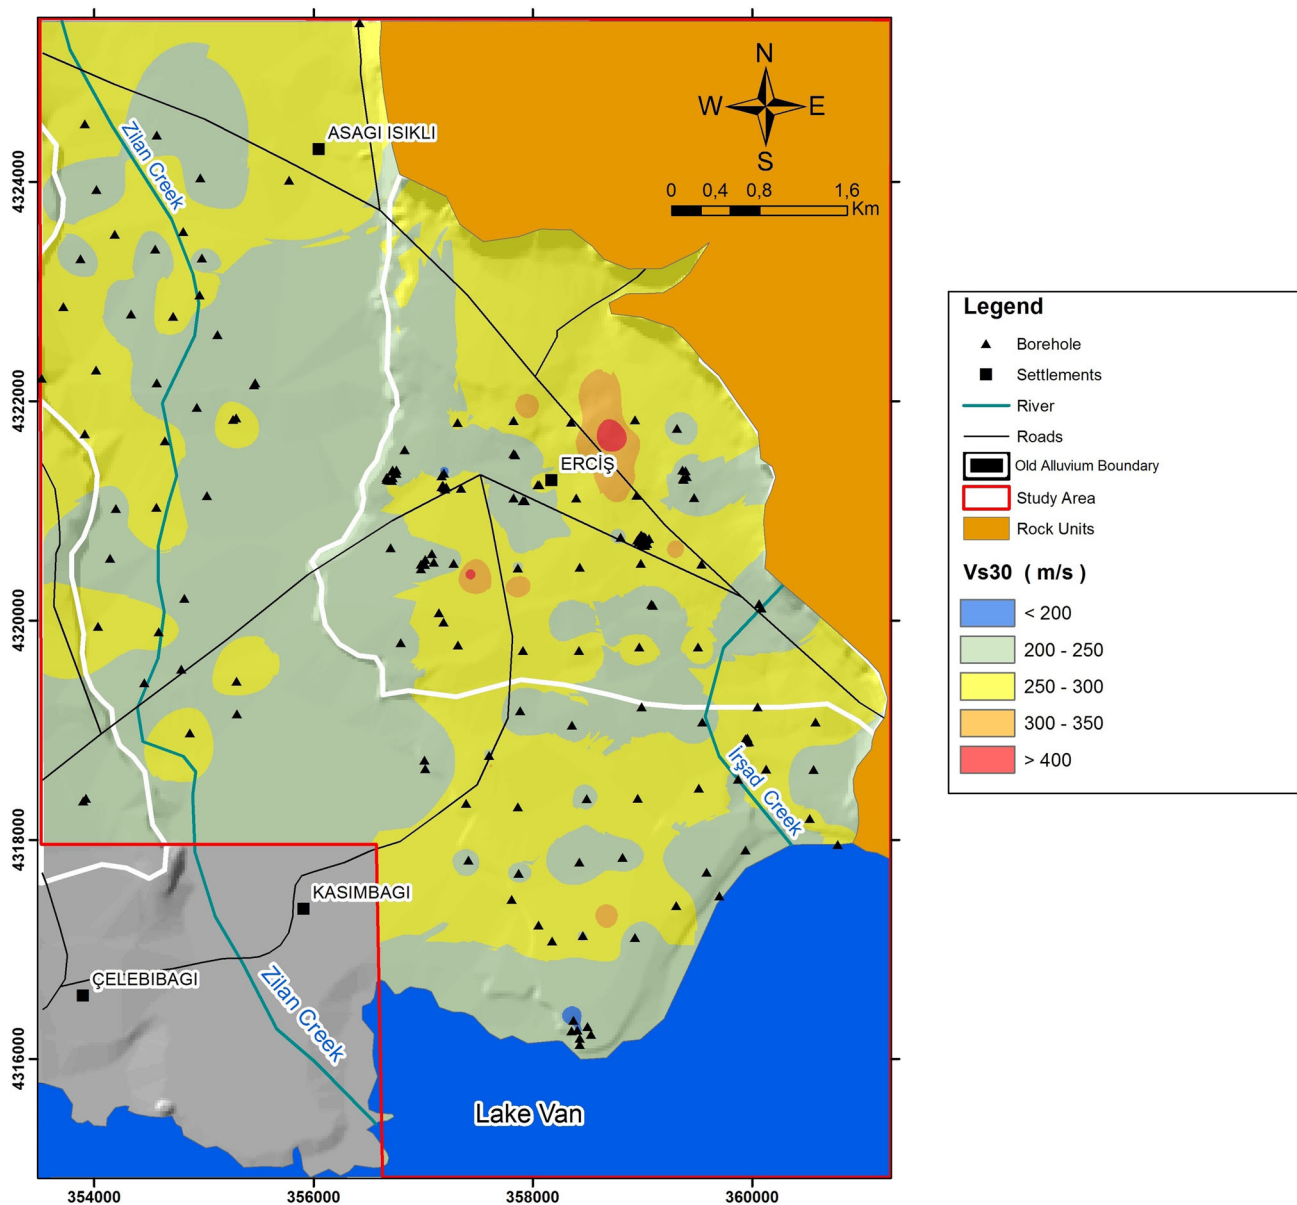 N
W E
S
0 0,4 0,8 1,6
Km
ASAGI ISIKLI
Zilan Creek
ERCİŞ
İrşad Creek
KASIMBAGI
ÇELEBIBAGI
Zilan Creek
Lake Van
4324000
4322000
4320000
4318000
4316000
354000 356000 358000 360000
Legend
Borehole
Settlements
River
Roads
Old Alluvium Boundary
Study Area
Rock Units
Vs30 ( m/s )
< 200
200 - 250
250 - 300
300 - 350
> 400